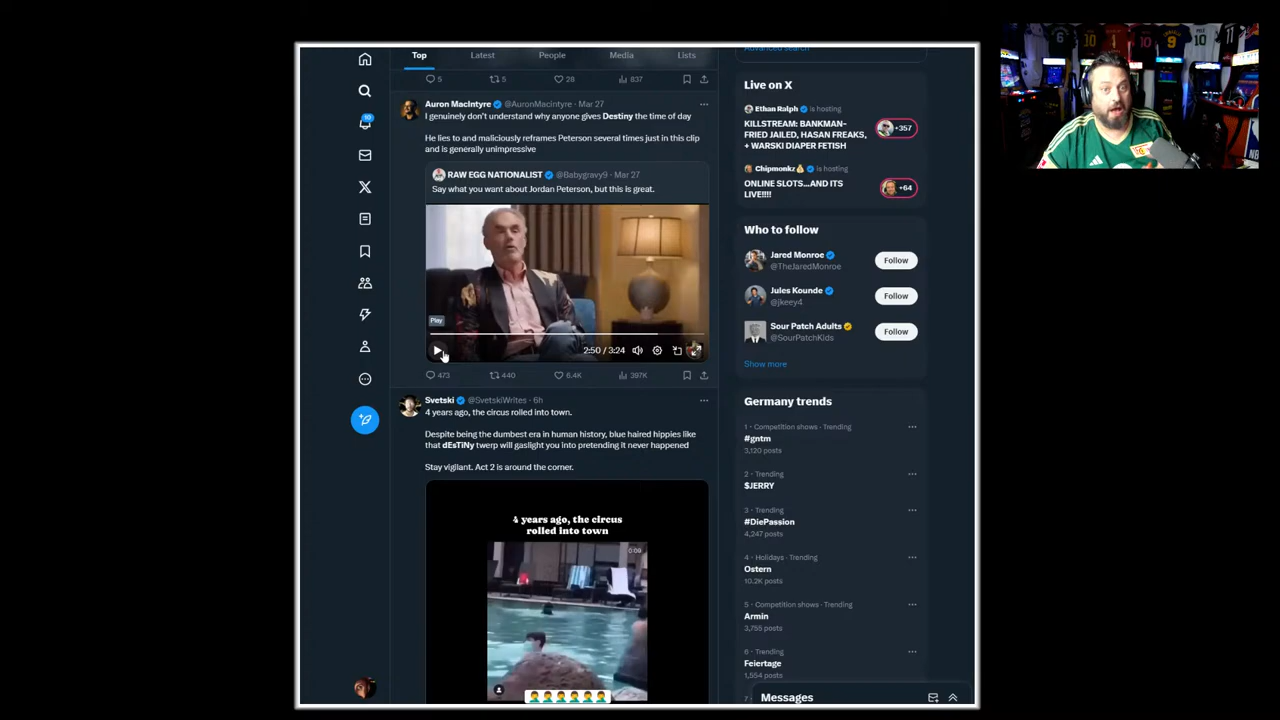 Top
Latest
People
Media
Lists
5
5
28
837
Auron MacIntyre @AuronMacIntyre · Mar 27
I genuinely don't understand why anyone gives Destiny the time of day
He lies to and maliciously reframes Peterson several times just in this clip
and is generally unimpressive
RAW EGG NATIONALIST @Babygravy9 · Mar 27
Say what you want about Jordan Peterson, but this is great.
Play
2:50 / 3:24
473
440
6.4K
397K
Svetski @SvetskiWrites · 6h
4 years ago, the circus rolled into town.
Despite being the dumbest era in human history, blue haired hippies like
that dEsTiNy twerp will gaslight you into pretending it never happened
Stay vigilant. Act 2 is around the corner.
4 years ago, the circus
rolled into town
0:09
10
Advanced search
Live on X
Ethan Ralph is hosting
KILLSTREAM: BANKMAN-
FRIED JAILED, HASAN FREAKS,
+ WARSKI DIAPER FETISH
+357
Chipmonkz is hosting
ONLINE SLOTS...AND ITS
LIVE!!!!
+64
Who to follow
Jared Monroe
@TheJaredMonroe
Follow
Jules Kounde
@jkeey4
Follow
Sour Patch Adults
@SourPatchKids
Follow
Show more
Germany trends
1 · Competition shows · Trending
#gntm
3,120 posts
2 · Trending
$JERRY
3 · Trending
#DiePassion
4,247 posts
4 · Holidays · Trending
Ostern
10.2K posts
5 · Competition shows · Trending
Armin
3,755 posts
6 · Trending
Feiertage
1,554 posts
7
Messages